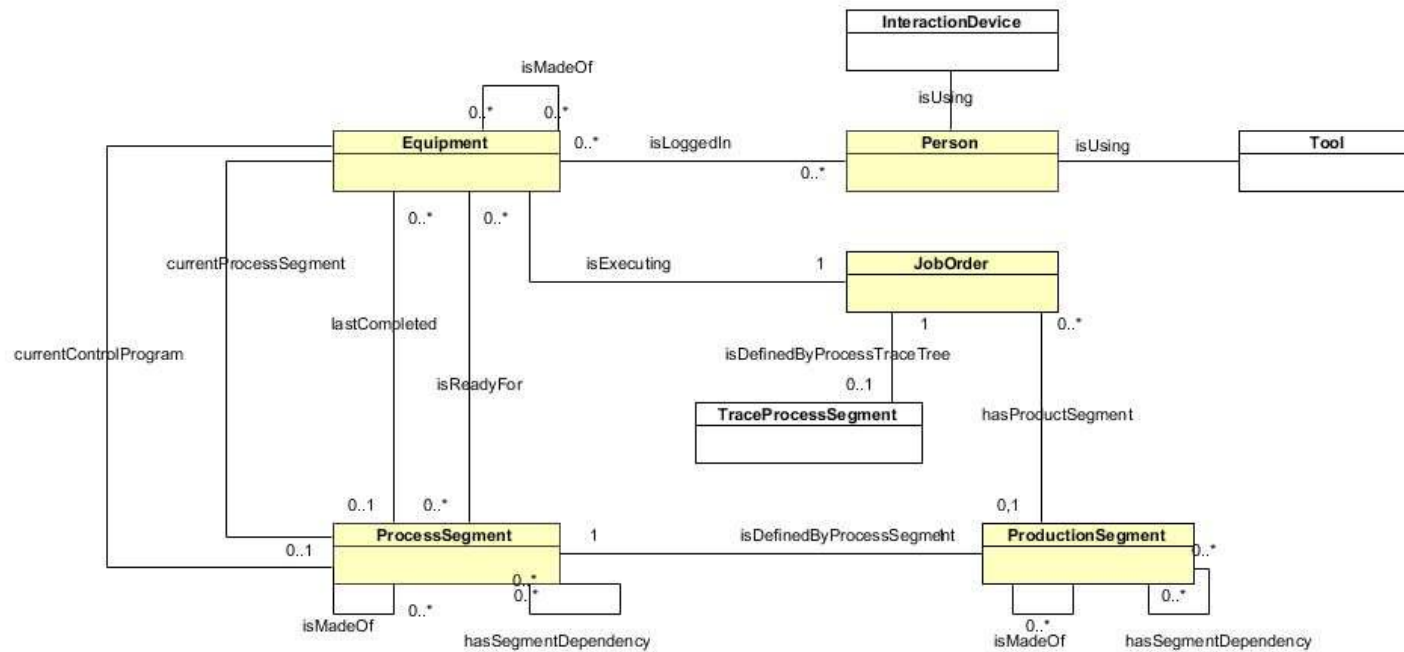 InteractionDevice
isMadeOf
isUsing
0..*
0..*
Equipment
0..*
isLoggedIn
Person
isUsing
Tool
0..*
0..*
0..*
currentProcessSegment
isExecuting
1
JobOrder
lastCompleted
1
0..*
currentControlProgram
isDefinedByProcessTraceTree
isReadyFor
0..1
TraceProcessSegment
hasProductSegment
0..1
0..*
0,1
ProcessSegment
1
isDefinedByProcessSegment
1
ProductionSegment
0..1
0..*
0..*
0..*
0..*
0..*
isMadeOf
0..*
hasSegmentDependency
isMadeOf
hasSegmentDependency